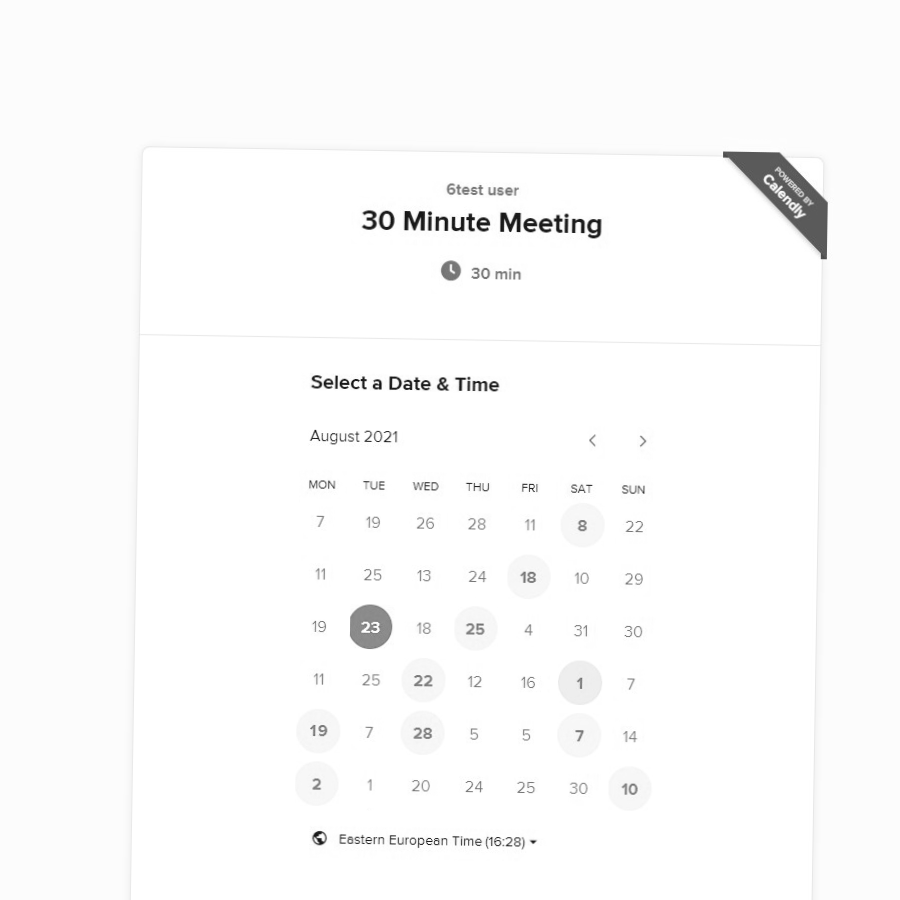 POWERED BY
Calendly
6test user
30 Minute Meeting
30 min
Select a Date & Time
August 2021
MON TUE WED THU FRI SAT SUN
7 19 26 28 11 8 22
11 25 13 24 18 10 29
19 23 18 25 4 31 30
11 25 22 12 16 1 7
19 7 28 5 5 7 14
2 1 20 24 25 30 10
Eastern European Time (16:28)